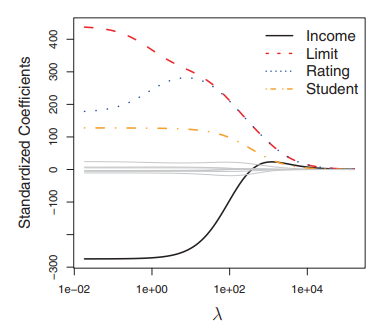 Income
Limit
Rating
Student
Standardized Coefficients
400
300
200
100
0
−100
−300
1e−02
1e+00
1e+02
1e+04
λ